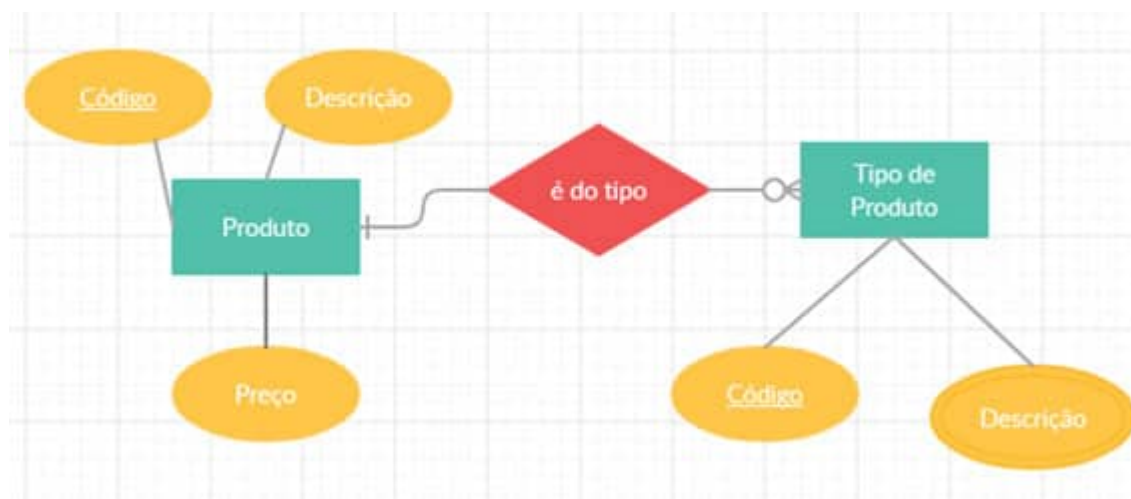 Código
Descrição
Produto
é do tipo
Tipo de
Produto
Preço
Código
Descrição